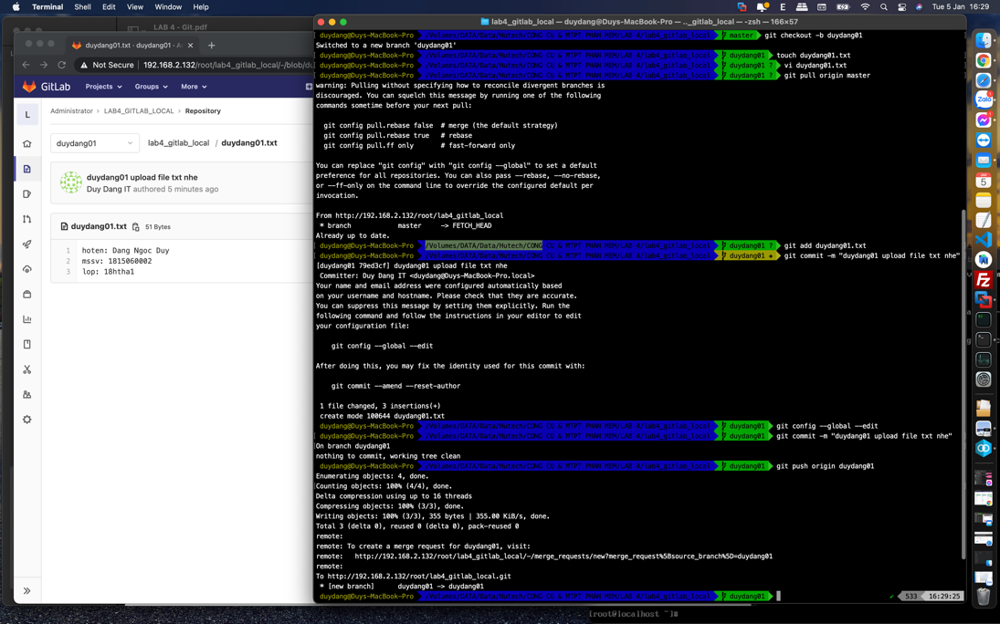 Terminal Shell Edit View Window Help
Tue 5 Jan 16:29
LAB 4 - Git.pdf
duydang01.txt · duydang01 · A
Not Secure 192.168.2.132/root/lab4_gitlab_local/-/blob/du
GitLab Projects Groups More
Administrator > LAB4_GITLAB_LOCAL > Repository
L
duydang01 lab4_gitlab_local / duydang01.txt
duydang01 upload file txt nhe
Duy Dang IT authored 5 minutes ago
duydang01.txt 51 Bytes
1 hoten: Dang Ngoc Duy
2 mssv: 1815060002
3 lop: 18htha1
lab4_gitlab_local — duydang@Duys-MacBook-Pro — .._gitlab_local — -zsh — 166×57
duydang@Duys-MacBook-Pro /Volumes/DATA/Data/Hutech/CONG CU & MTPT PHAN MEM/LAB 4/lab4_gitlab_local master git checkout -b duydang01
Switched to a new branch 'duydang01'
duydang@Duys-MacBook-Pro /Volumes/DATA/Data/Hutech/CONG CU & MTPT PHAN MEM/LAB 4/lab4_gitlab_local duydang01 touch duydang01.txt
duydang@Duys-MacBook-Pro /Volumes/DATA/Data/Hutech/CONG CU & MTPT PHAN MEM/LAB 4/lab4_gitlab_local duydang01 ? vi duydang01.txt
duydang@Duys-MacBook-Pro /Volumes/DATA/Data/Hutech/CONG CU & MTPT PHAN MEM/LAB 4/lab4_gitlab_local duydang01 ? git pull origin master
warning: Pulling without specifying how to reconcile divergent branches is
discouraged. You can squelch this message by running one of the following
commands sometime before your next pull:
git config pull.rebase false # merge (the default strategy)
git config pull.rebase true # rebase
git config pull.ff only # fast-forward only
You can replace "git config" with "git config --global" to set a default
preference for all repositories. You can also pass --rebase, --no-rebase,
or --ff-only on the command line to override the configured default per
invocation.
From http://192.168.2.132/root/lab4_gitlab_local
* branch master -> FETCH_HEAD
Already up to date.
duydang@Duys-MacBook-Pro /Volumes/DATA/Data/Hutech/CONG CU & MTPT PHAN MEM/LAB 4/lab4_gitlab_local duydang01 ? git add duydang01.txt
duydang@Duys-MacBook-Pro /Volumes/DATA/Data/Hutech/CONG CU & MTPT PHAN MEM/LAB 4/lab4_gitlab_local duydang01 + git commit -m "duydang01 upload file txt nhe"
[duydang01 79ed3cf] duydang01 upload file txt nhe
Committer: Duy Dang IT <duydang@Duys-MacBook-Pro.local>
Your name and email address were configured automatically based
on your username and hostname. Please check that they are accurate.
You can suppress this message by setting them explicitly. Run the
following command and follow the instructions in your editor to edit
your configuration file:
git config --global --edit
After doing this, you may fix the identity used for this commit with:
git commit --amend --reset-author
1 file changed, 3 insertions(+)
create mode 100644 duydang01.txt
duydang@Duys-MacBook-Pro /Volumes/DATA/Data/Hutech/CONG CU & MTPT PHAN MEM/LAB 4/lab4_gitlab_local duydang01 git config --global --edit
duydang@Duys-MacBook-Pro /Volumes/DATA/Data/Hutech/CONG CU & MTPT PHAN MEM/LAB 4/lab4_gitlab_local duydang01 git commit -m "duydang01 upload file txt nhe"
On branch duydang01
nothing to commit, working tree clean
duydang@Duys-MacBook-Pro /Volumes/DATA/Data/Hutech/CONG CU & MTPT PHAN MEM/LAB 4/lab4_gitlab_local duydang01 git push origin duydang01
Enumerating objects: 4, done.
Counting objects: 100% (4/4), done.
Delta compression using up to 16 threads
Compressing objects: 100% (3/3), done.
Writing objects: 100% (3/3), 355 bytes | 355.00 KiB/s, done.
Total 3 (delta 0), reused 0 (delta 0), pack-reused 0
remote:
remote: To create a merge request for duydang01, visit:
remote: http://192.168.2.132/root/lab4_gitlab_local/-/merge_requests/new?merge_request%5Bsource_branch%5D=duydang01
remote:
To http://192.168.2.132/root/lab4_gitlab_local.git
* [new branch] duydang01 -> duydang01
duydang@Duys-MacBook-Pro /Volumes/DATA/Data/Hutech/CONG CU & MTPT PHAN MEM/LAB 4/lab4_gitlab_local duydang01 ✔ 533 16:29:25
[root@localhost ~]#